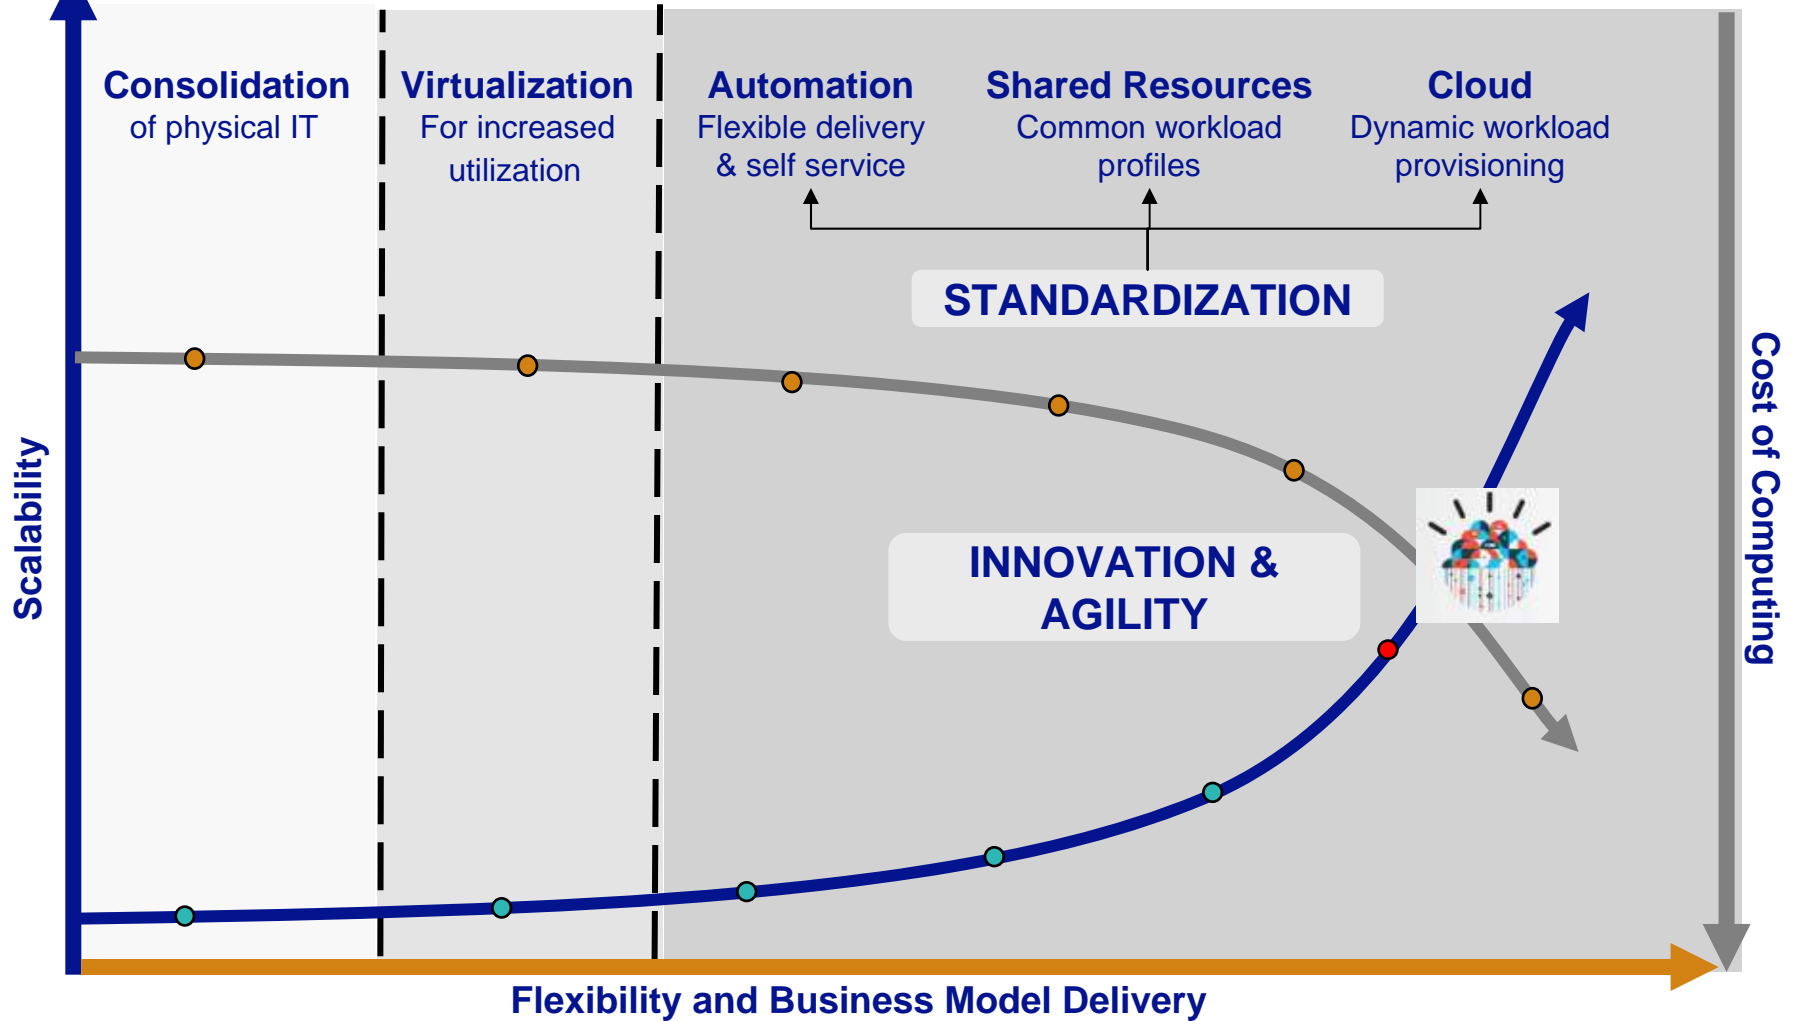 Consolidation
of physical IT
Virtualization
For increased
utilization
Automation
Flexible delivery
& self service
Shared Resources
Common workload
profiles
Cloud
Dynamic workload
provisioning
STANDARDIZATION
INNOVATION &
AGILITY
Scalability
Cost of Computing
Flexibility and Business Model Delivery